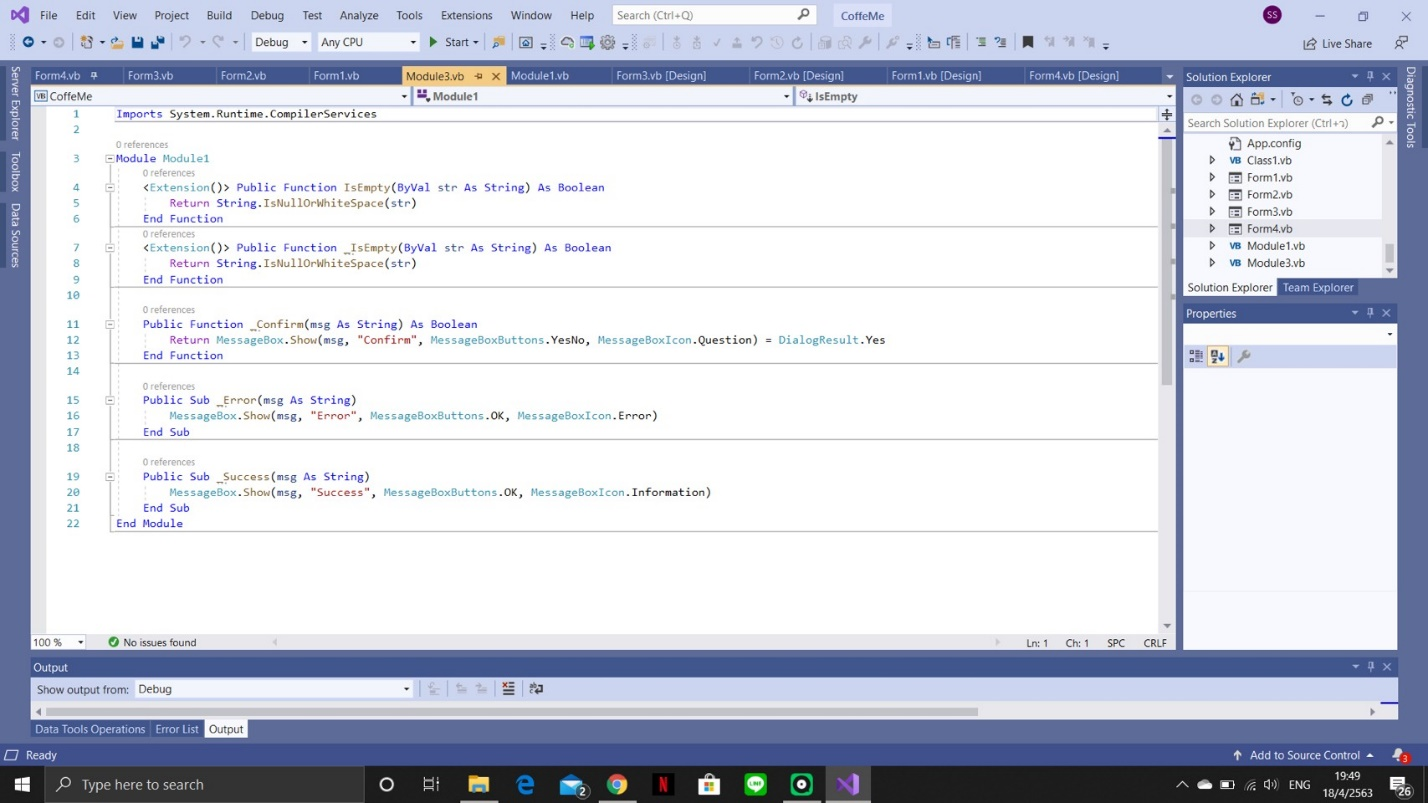 File Edit View Project Build Debug Test Analyze Tools Extensions Window Help Search (Ctrl+Q) CoffeMe SS
Debug Any CPU Start Live Share
Form4.vb Form3.vb Form2.vb Form1.vb Module3.vb Module1.vb Form3.vb [Design] Form2.vb [Design] Form1.vb [Design] Form4.vb [Design]
VB CoffeMe Module1 IsEmpty
1 Imports System.Runtime.CompilerServices
2
0 references
3 Module Module1
0 references
4 <Extension()> Public Function IsEmpty(ByVal str As String) As Boolean
5 Return String.IsNullOrWhiteSpace(str)
6 End Function
0 references
7 <Extension()> Public Function _IsEmpty(ByVal str As String) As Boolean
8 Return String.IsNullOrWhiteSpace(str)
9 End Function
10
0 references
11 Public Function _Confirm(msg As String) As Boolean
12 Return MessageBox.Show(msg, "Confirm", MessageBoxButtons.YesNo, MessageBoxIcon.Question) = DialogResult.Yes
13 End Function
14
0 references
15 Public Sub _Error(msg As String)
16 MessageBox.Show(msg, "Error", MessageBoxButtons.OK, MessageBoxIcon.Error)
17 End Sub
18
0 references
19 Public Sub _Success(msg As String)
20 MessageBox.Show(msg, "Success", MessageBoxButtons.OK, MessageBoxIcon.Information)
21 End Sub
22 End Module
100 % No issues found Ln: 1 Ch: 1 SPC CRLF
Server Explorer
Toolbox
Data Sources
Solution Explorer
Search Solution Explorer (Ctrl+า)
App.config
VB Class1.vb
Form1.vb
Form2.vb
Form3.vb
Form4.vb
VB Module1.vb
VB Module3.vb
Solution Explorer Team Explorer
Properties
Diagnostic Tools
Output
Show output from: Debug
Data Tools Operations Error List Output
Ready Add to Source Control 3
Type here to search 2 N LINE ENG 19:49
18/4/2563 26